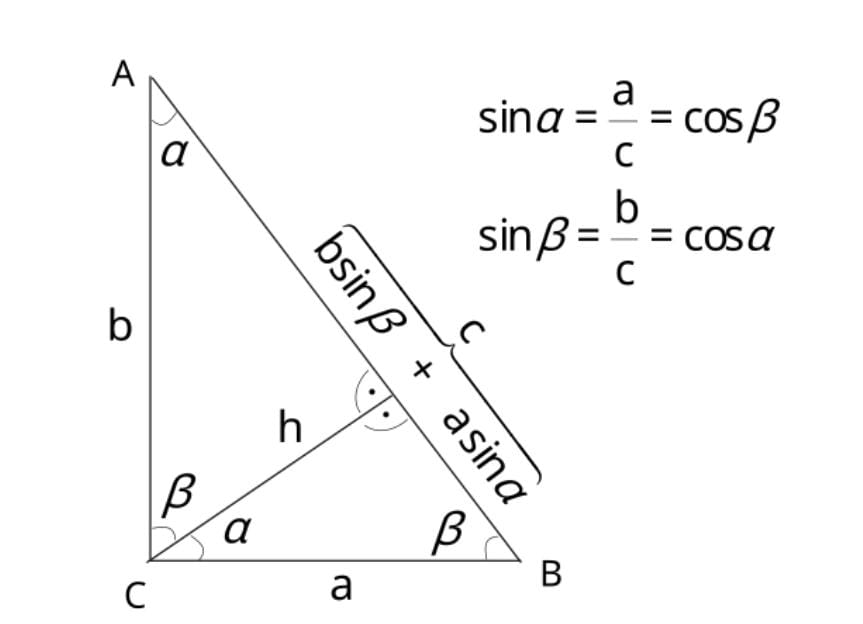 A
sinα = a/c = cosβ
α
sinβ = b/c = cosα
bsinβ + asinα
c
b
h
β
α
β
C
a
B